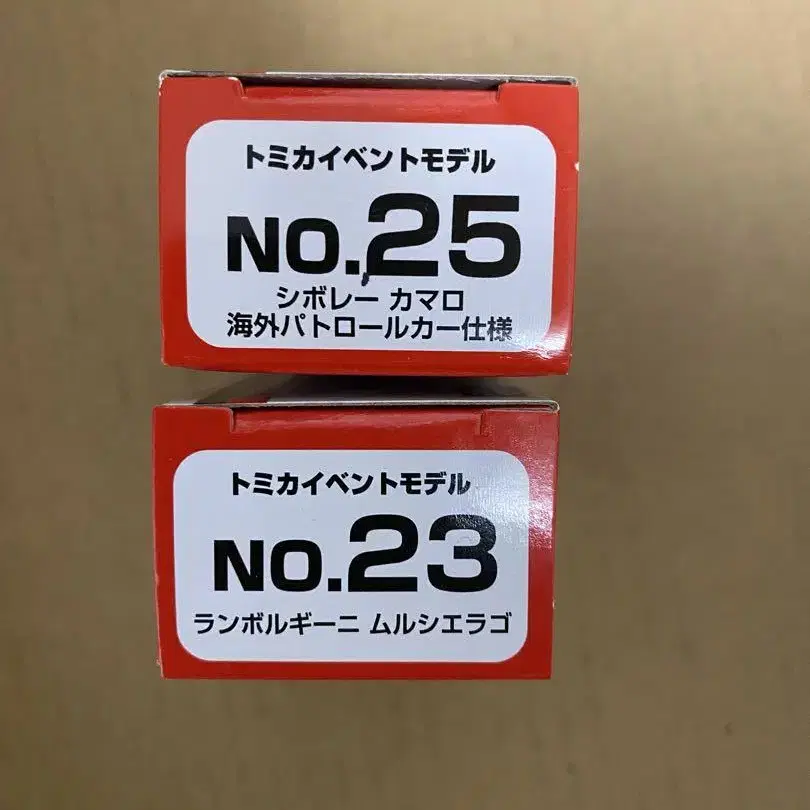 トミカイベントモデル
NO.25
シボレー カマロ
海外パトロールカー仕様
トミカイベントモデル
NO.23
ランボルギーニ ムルシエラゴ